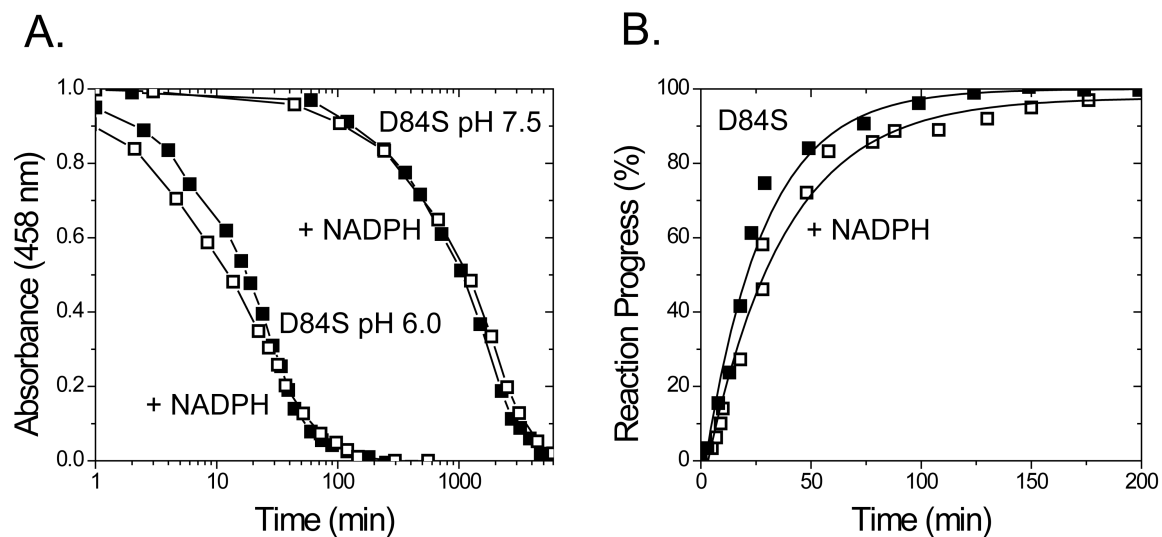 A.
B.
Absorbance (458 nm)
1.0
0.8
0.6
0.4
0.2
0.0
D84S pH 7.5
+ NADPH
D84S pH 6.0
+ NADPH
1
10
100
1000
Time (min)
Reaction Progress (%)
100
80
60
40
20
0
D84S
+ NADPH
0
50
100
150
200
Time (min)